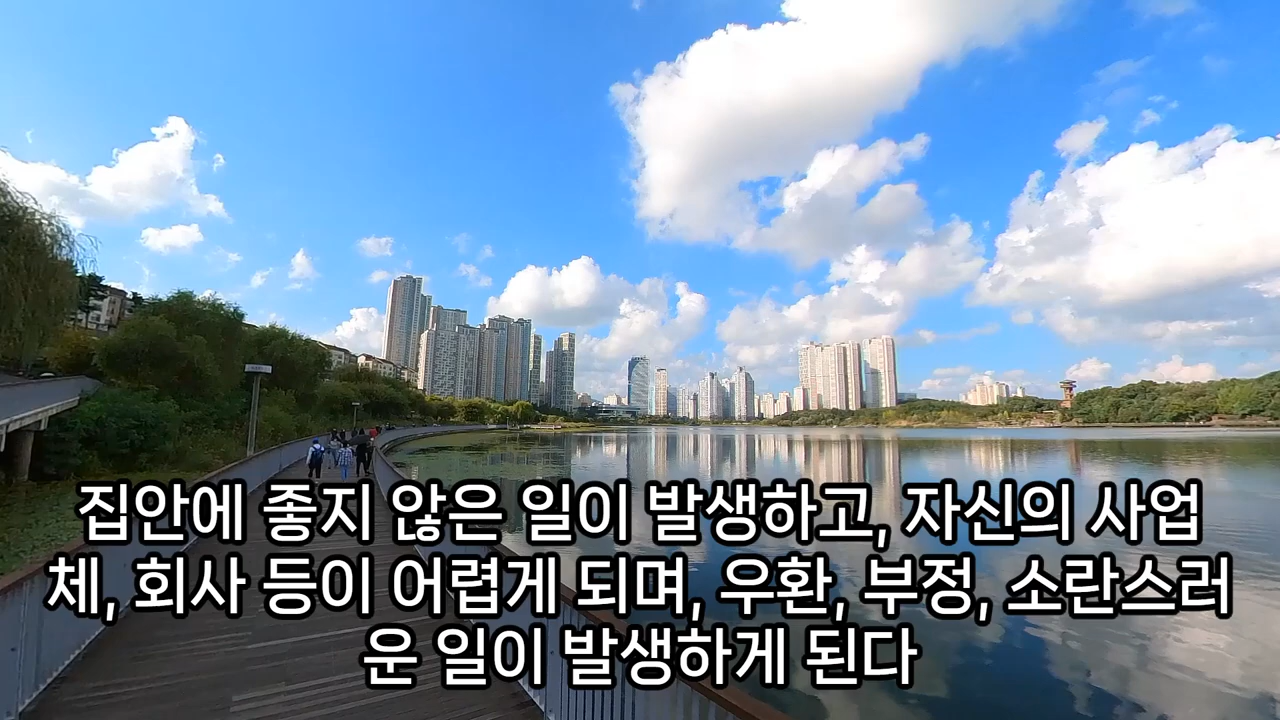 집안에 좋지 않은 일이 발생하고, 자신의 사업
체, 회사 등이 어렵게 되며, 우환, 부정, 소란스러
운 일이 발생하게 된다